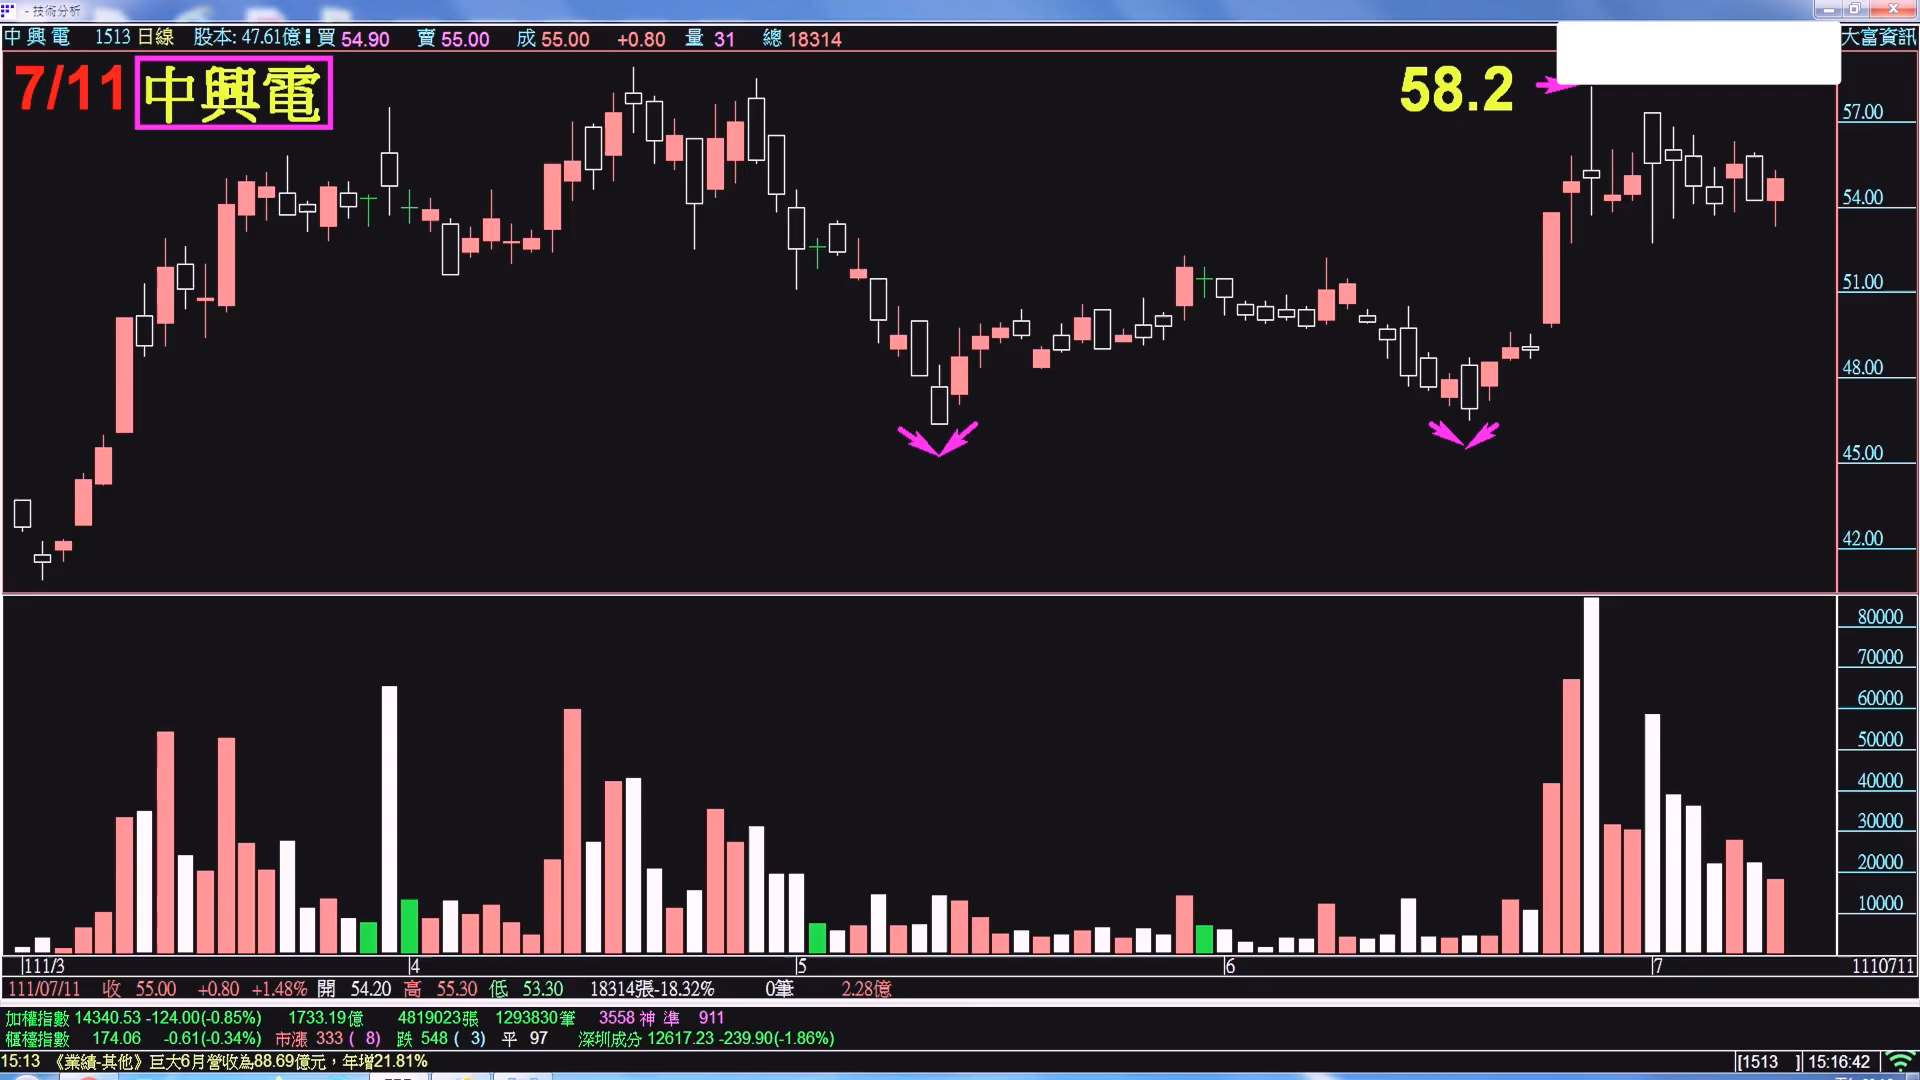 - 技術分析
中興電 1513 日線 股本: 47.61億 買 54.90 賣 55.00 成 55.00 +0.80 量 31 總 18314
大富資訊
7/11 中興電
58.2
57.00
54.00
51.00
48.00
45.00
42.00
80000
70000
60000
50000
40000
30000
20000
10000
111/3 4 5 6 7 1110711
111/07/11 收 55.00 +0.80 +1.48% 開 54.20 高 55.30 低 53.30 18314張-18.32% 0筆 2.28億
加權指數 14340.53 -124.00(-0.85%) 1733.19億 4819023張 1293830筆 3558 神準 911
櫃檯指數 174.06 -0.61(-0.34%) 市漲 333 ( 8) 跌 548 ( 3) 平 97 深圳成分 12617.23 -239.90(-1.86%)
15:13 《業績-其他》巨大6月營收為88.69億元，年增21.81%
[1513 ] 15:16:42